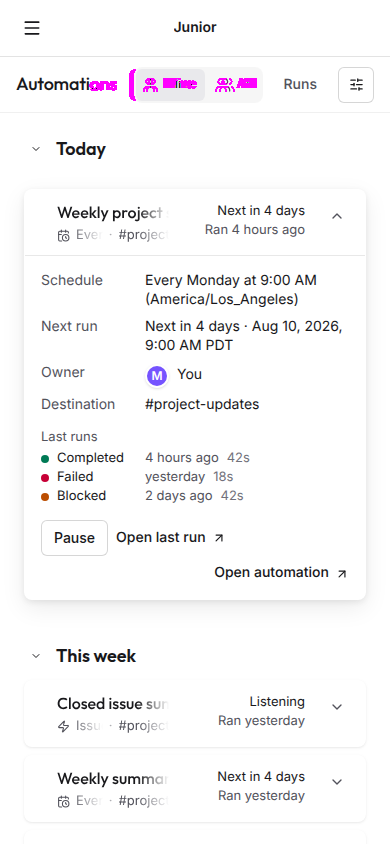 Junior
Automations
Runs
Today
Weekly project
Next in 4 days
#projec
Ran 4 hours ago
Schedule
Every Monday at 9:00 AM
(America/Los_Angeles)
Next run
Next in 4 days · Aug 10, 2026,
9:00 AM PDT
Owner
M You
Destination
#project-updates
Last runs
Completed 4 hours ago 42s
Failed yesterday 18s
Blocked 2 days ago 42s
Pause Open last run
Open automation
This week
Closed issue sum
Listening
Issu · #projec
Ran yesterday
Weekly summar
Next in 4 days
Ever · #projec
Ran yesterday